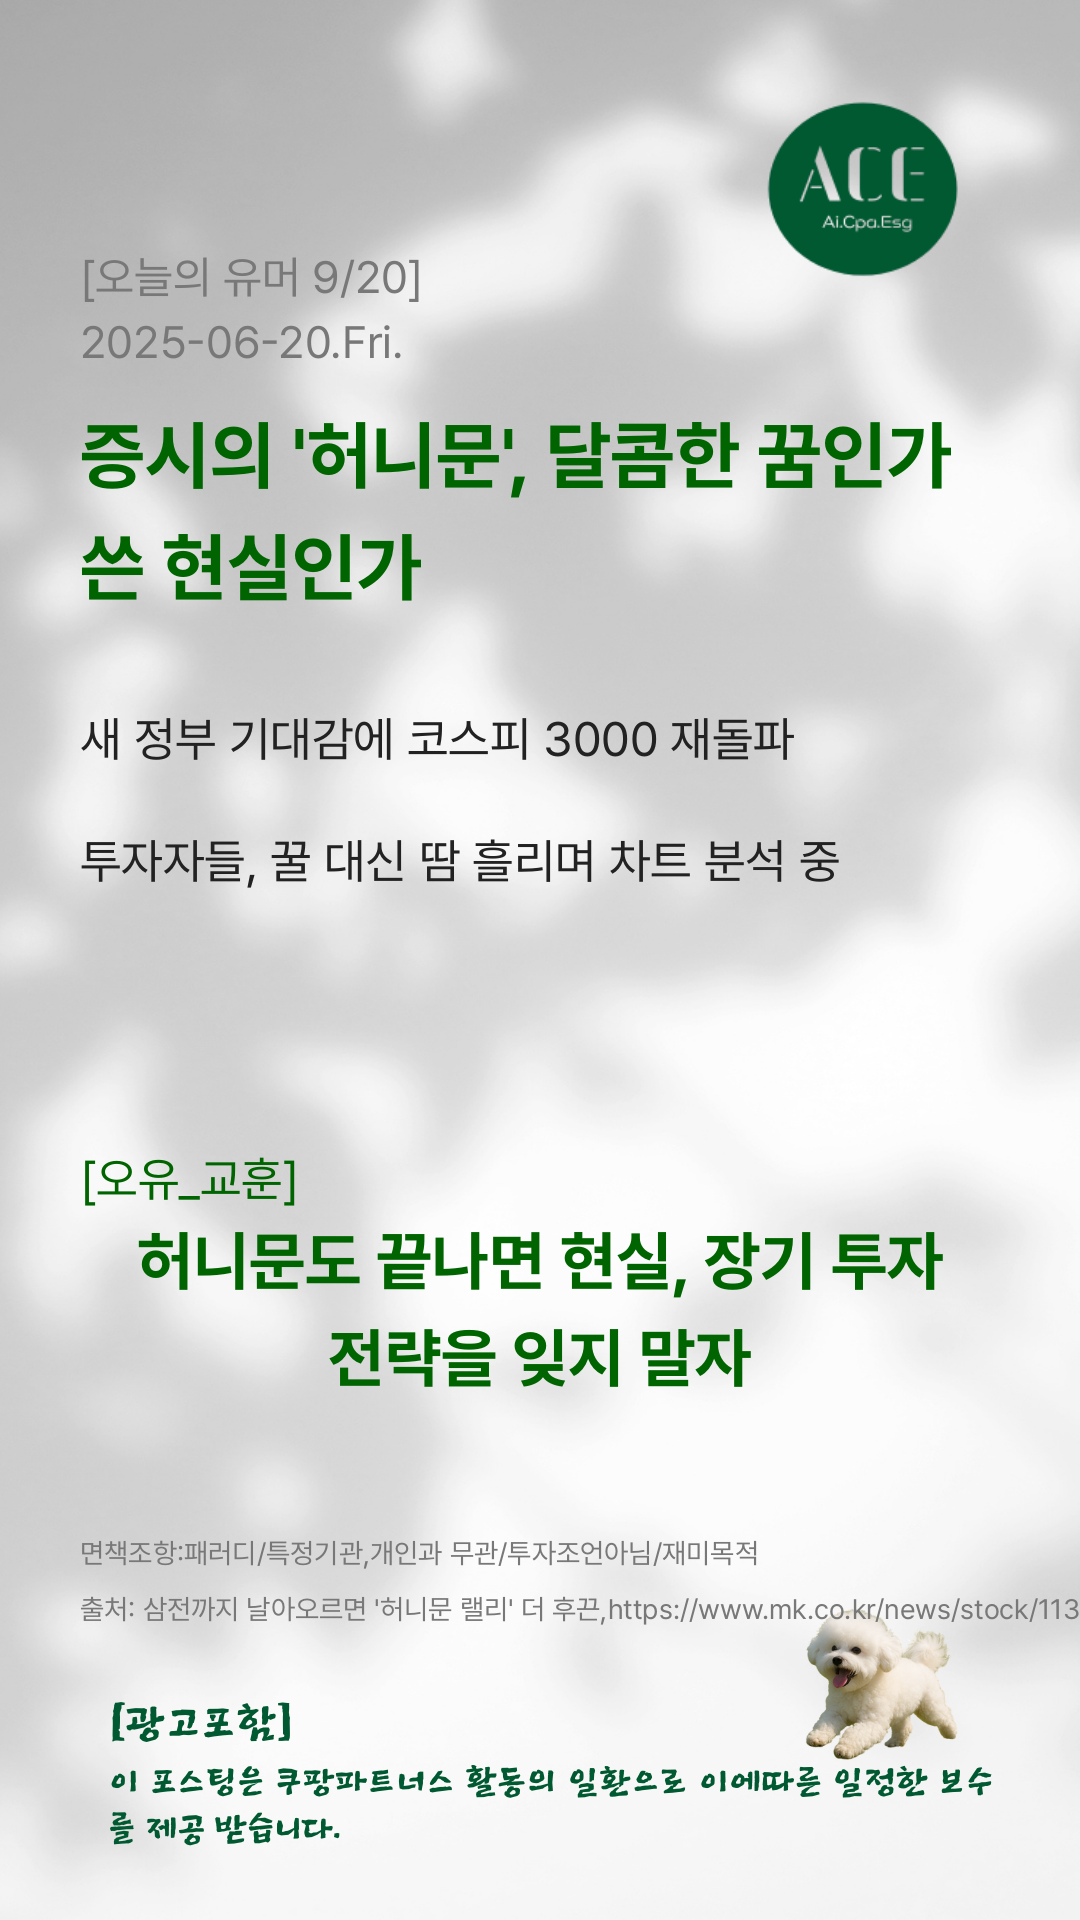 ACE
Ai.Cpa.Esg
[오늘의 유머 9/20]
2025-06-20.Fri.
증시의 '허니문', 달콤한 꿈인가
쓴 현실인가
새 정부 기대감에 코스피 3000 재돌파
투자자들, 꿀 대신 땀 흘리며 차트 분석 중
[오유_교훈]
허니문도 끝나면 현실, 장기 투자
전략을 잊지 말자
면책조항:패러디/특정기관,개인과 무관/투자조언아님/재미목적
출처: 삼전까지 날아오르면 '허니문 랠리' 더 후끈,https://www.mk.co.kr/news/stock/113
[광고포함]
이 포스팅은 쿠팡파트너스 활동의 일환으로 이에따른 일정한 보수
를 제공 받습니다.